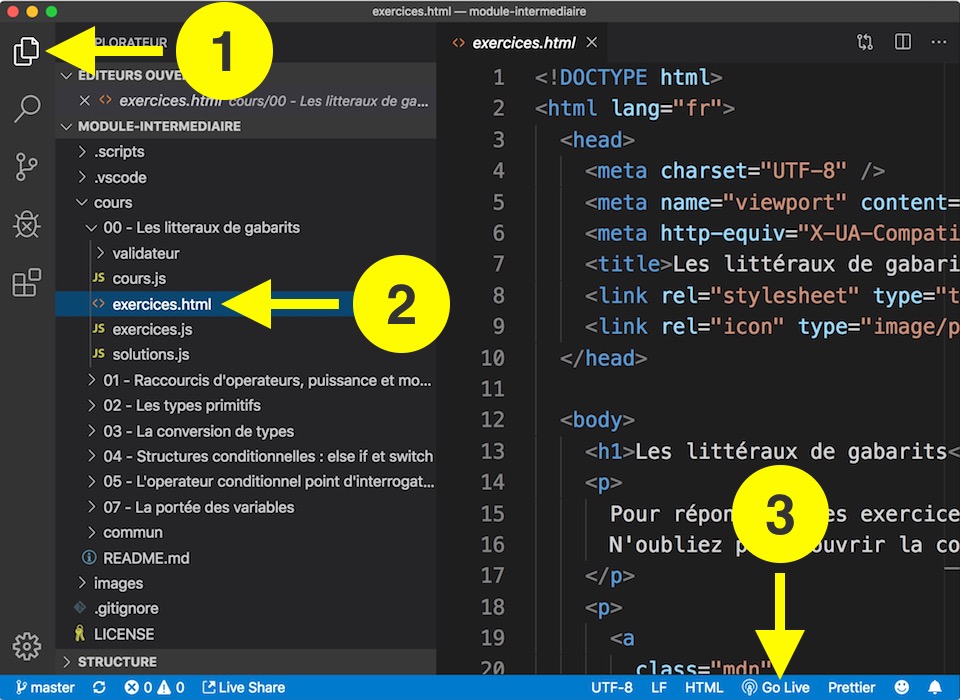 exercices.html — module-intermediaire
1
EXPLORATEUR
ÉDITEURS OUVE
exercices.html cours/00 - Les litteraux de ga...
MODULE-INTERMEDIAIRE
.scripts
.vscode
cours
00 - Les litteraux de gabarits
validateur
JS cours.js
<> exercices.html
2
JS exercices.js
JS solutions.js
01 - Raccourcis d'operateurs, puissance et mo...
02 - Les types primitifs
03 - La conversion de types
04 - Structures conditionnelles : else if et switch
05 - L'operateur conditionnel point d'interrogat...
07 - La portée des variables
commun
README.md
images
.gitignore
LICENSE
STRUCTURE
<> exercices.html
1 <!DOCTYPE html>
2 <html lang="fr">
3 <head>
4 <meta charset="UTF-8" />
5 <meta name="viewport" content=
6 <meta http-equiv="X-UA-Compati
7 <title>Les littéraux de gabari
8 <link rel="stylesheet" type="t
9 <link rel="icon" type="image/p
10 </head>
11
12 <body>
13 <h1>Les littéraux de gabarits<
14 <p>
15 Pour répon es exercice
16 N'oubliez p ouvrir la co
17 </p>
18 <p>
19 <a
20 class="mdn"
3
master 0 0 Live Share UTF-8 LF HTML Go Live Prettier